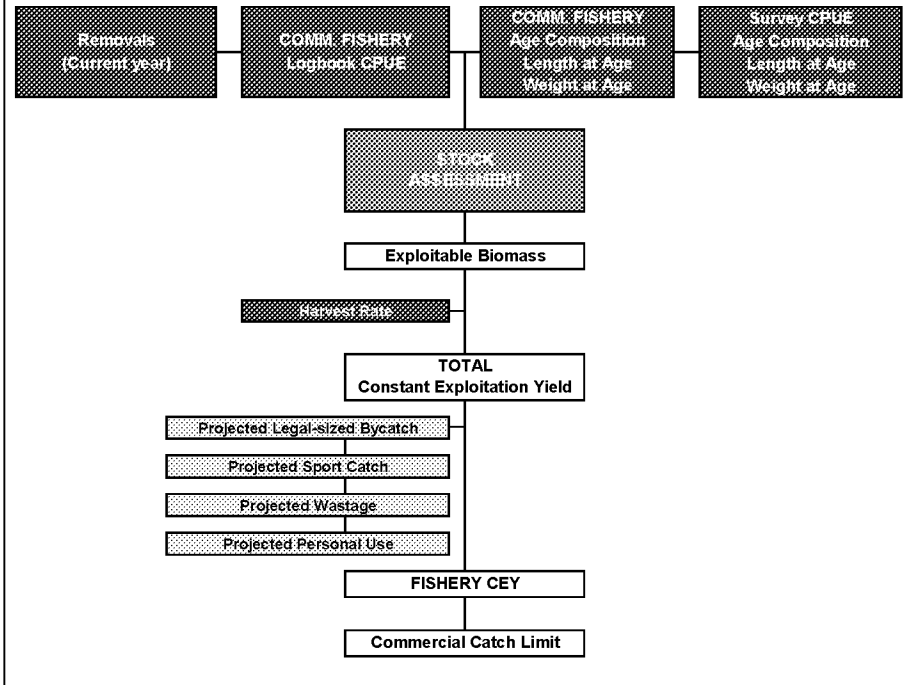 Removals
(Current year)
COMM. FISHERY
Logbook CPUE
COMM. FISHERY
Age Composition
Length at Age
Weight at Age
Survey CPUE
Age Composition
Length at Age
Weight at Age
STOCK
ASSESSMENT
Exploitable Biomass
Harvest Rate
TOTAL
Constant Exploitation Yield
Projected Legal-sized Bycatch
Projected Sport Catch
Projected Wastage
Projected Personal Use
FISHERY CEY
Commercial Catch Limit